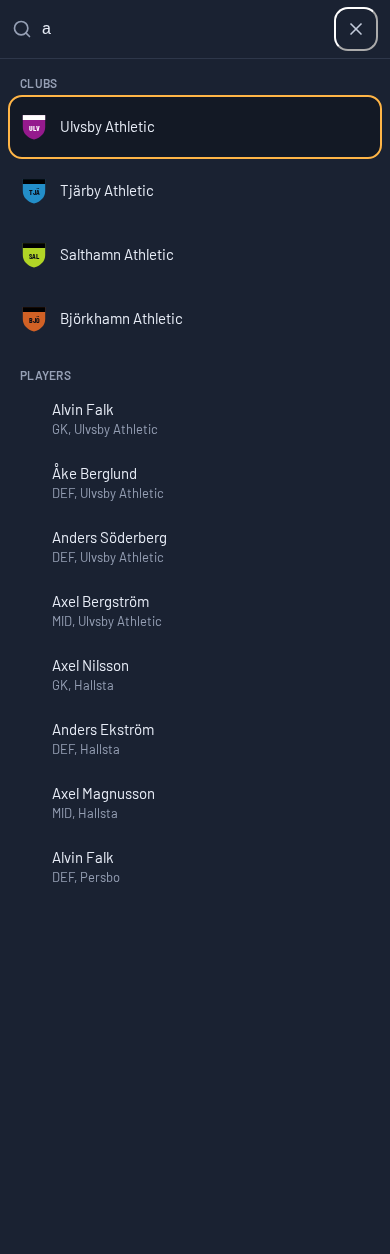 a
CLUBS
ULV Ulvsby Athletic
TJÄ Tjärby Athletic
SAL Salthamn Athletic
BJÖ Björkhamn Athletic
PLAYERS
Alvin Falk
GK, Ulvsby Athletic
Åke Berglund
DEF, Ulvsby Athletic
Anders Söderberg
DEF, Ulvsby Athletic
Axel Bergström
MID, Ulvsby Athletic
Axel Nilsson
GK, Hallsta
Anders Ekström
DEF, Hallsta
Axel Magnusson
MID, Hallsta
Alvin Falk
DEF, Persbo